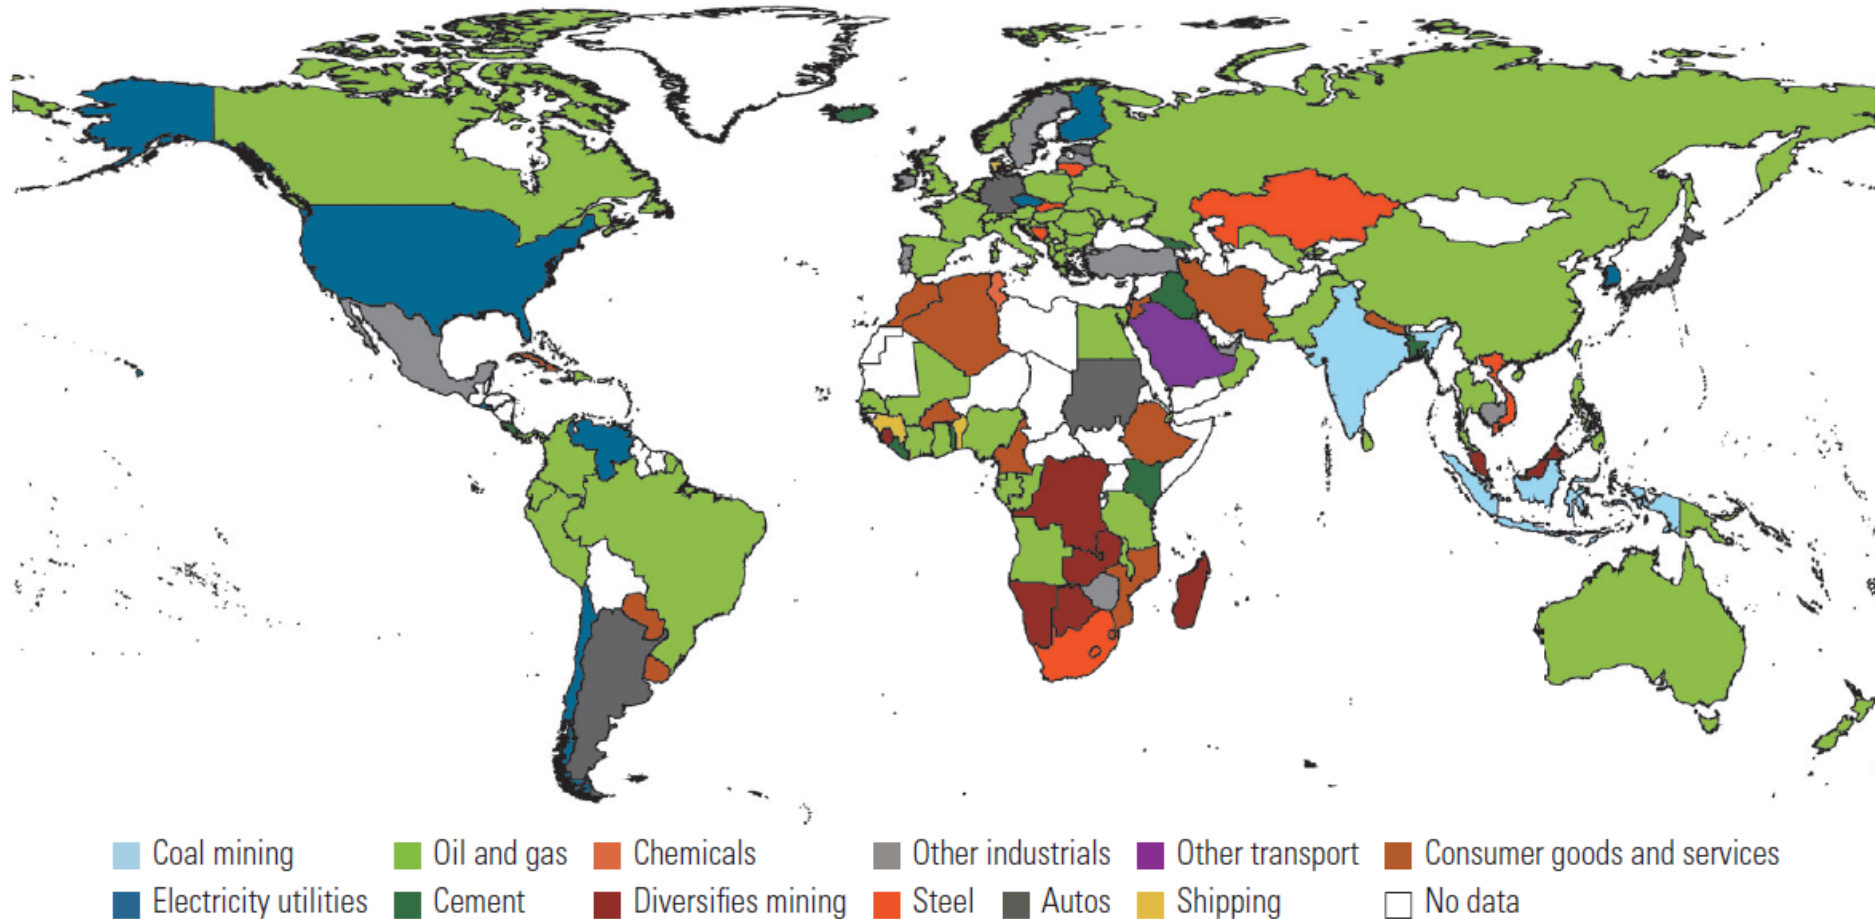 Coal mining
Oil and gas
Chemicals
Other industrials
Other transport
Consumer goods and services
Electricity utilities
Cement
Diversifies mining
Steel
Autos
Shipping
No data